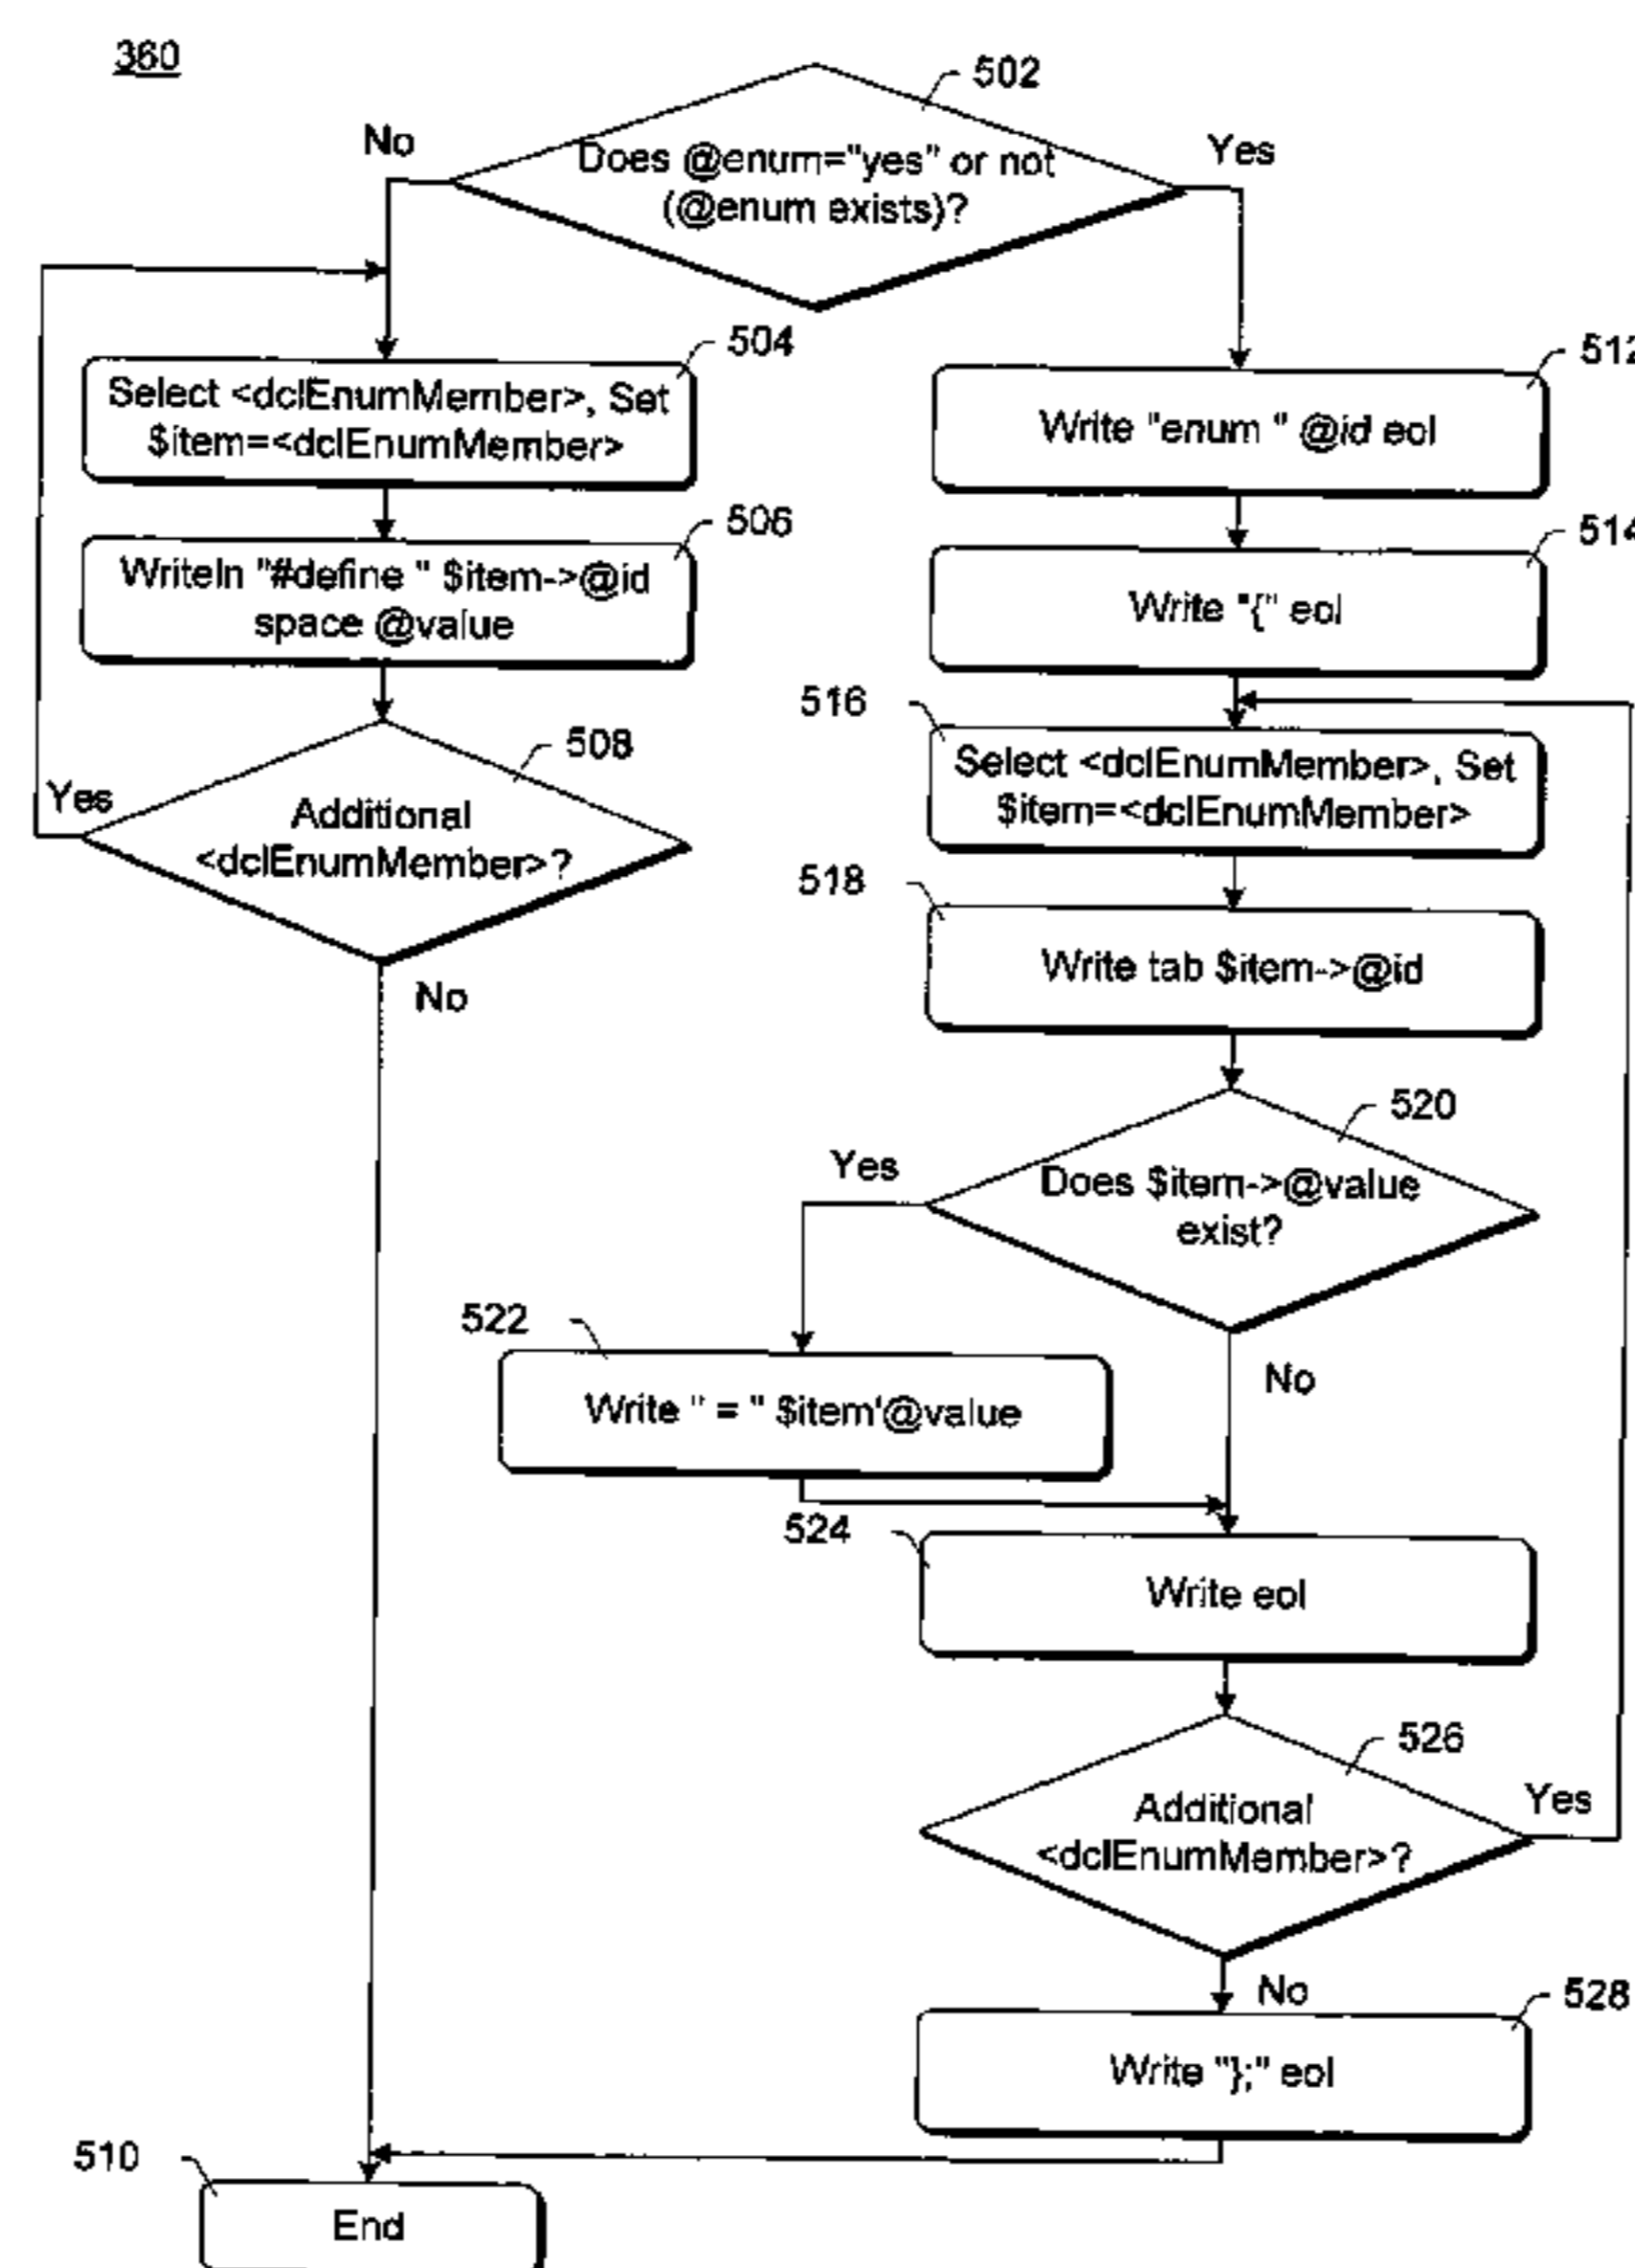 360
502
No
Yes
Does @enum="yes" or not
(@enum exists)?
504
Select <dclEnumMember>, Set
$item=<dclEnumMember>
512
Write "enum " @id eol
506
Writeln "#define " $item->@id
space @value
514
Write "{" eol
508
Yes
Additional
<dclEnumMember>?
No
516
Select <dclEnumMember>, Set
$item=<dclEnumMember>
518
Write tab $item->@id
520
Yes
Does $item->@value
exist?
No
522
Write " = " $item'@value
524
Write eol
526
Additional
<dclEnumMember>?
Yes
No
528
Write "};" eol
510
End